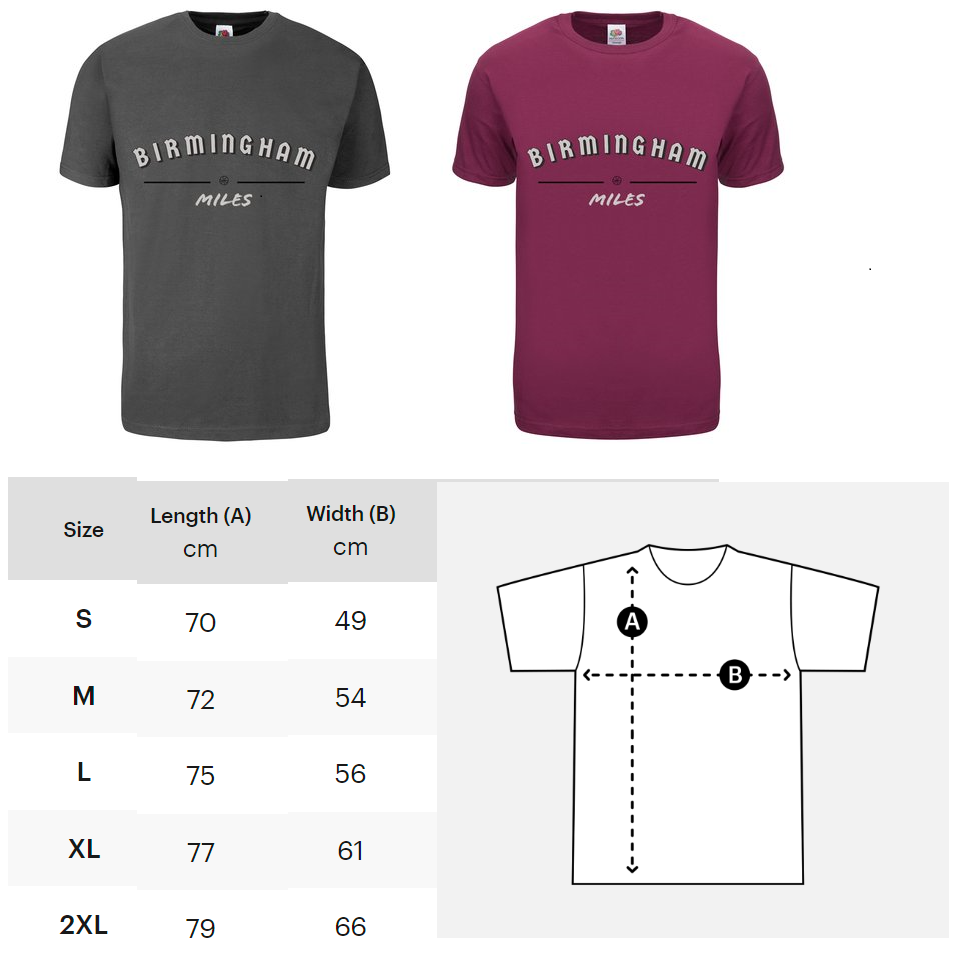 BIRMINGHAM
MILES
BIRMINGHAM
MILES
Size Length (A) cm Width (B) cm
S 70 49
M 72 54
L 75 56
XL 77 61
2XL 79 66
A
B